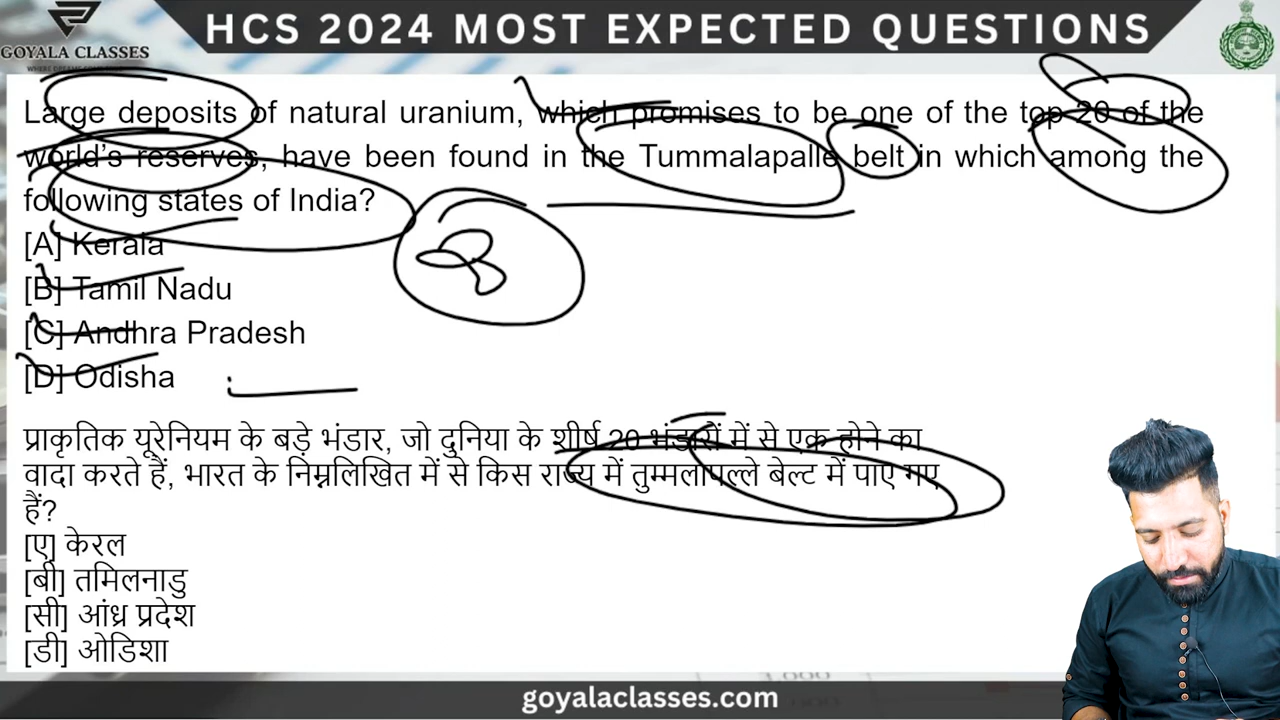 GOYALA CLASSES
HCS 2024 MOST EXPECTED QUESTIONS
Large deposits of natural uranium, which promises to be one of the top 20 of the
world's reserves, have been found in the Tummalapalle belt in which among the
following states of India?
[A] Kerala
[B] Tamil Nadu
[C] Andhra Pradesh
[D] Odisha
प्राकृतिक यूरेनियम के बड़े भंडार, जो दुनिया के शीर्ष 20 भंडारों में से एक होने का
वादा करते हैं, भारत के निम्नलिखित में से किस राज्य में तुम्मलापल्ले बेल्ट में पाए गए
हैं?
[ए] केरल
[बी] तमिलनाडु
[सी] आंध्र प्रदेश
[डी] ओडिशा
goyalaclasses.com